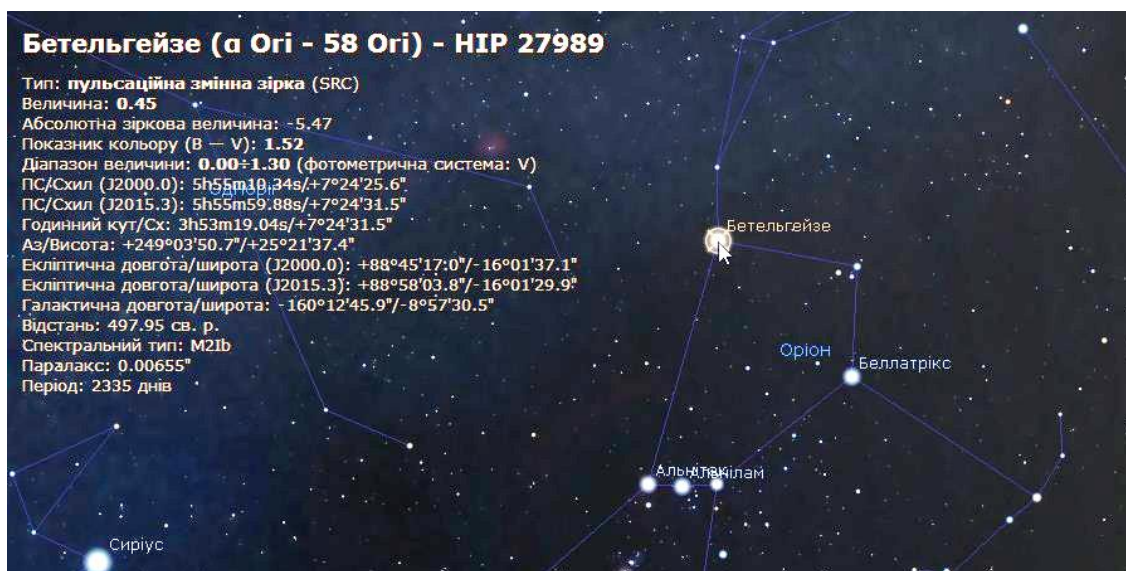 Бетельгейзе (α Ori - 58 Ori) - HIP 27989
Тип: пульсаційна змінна зірка (SRC)
Величина: 0.45
Абсолютна зіркова величина: -5.47
Показник кольору (B — V): 1.52
Діапазон величини: 0.00÷1.30 (фотометрична система: V)
ПС/Схил (J2000.0): 5h55m10.34s/+7°24'25.6"
ПС/Схил (J2015.3): 5h55m59.88s/+7°24'31.5"
Годинний кут/Сх: 3h53m19.04s/+7°24'31.5"
Аз/Висота: +249°03'50.7"/+25°21'37.4"
Екліптична довгота/широта (J2000.0): +88°45'17.0"/-16°01'37.1"
Екліптична довгота/широта (J2015.3): +88°58'03.8"/-16°01'29.9"
Галактична довгота/широта: -160°12'45.9"/-8°57'30.5"
Відстань: 497.95 св. р.
Спектральний тип: M2Ib
Паралакс: 0.00655"
Період: 2335 днів
Одноріг
Бетельгейзе
Оріон
Беллатрікс
Альнітак
Альнілам
Сиріус